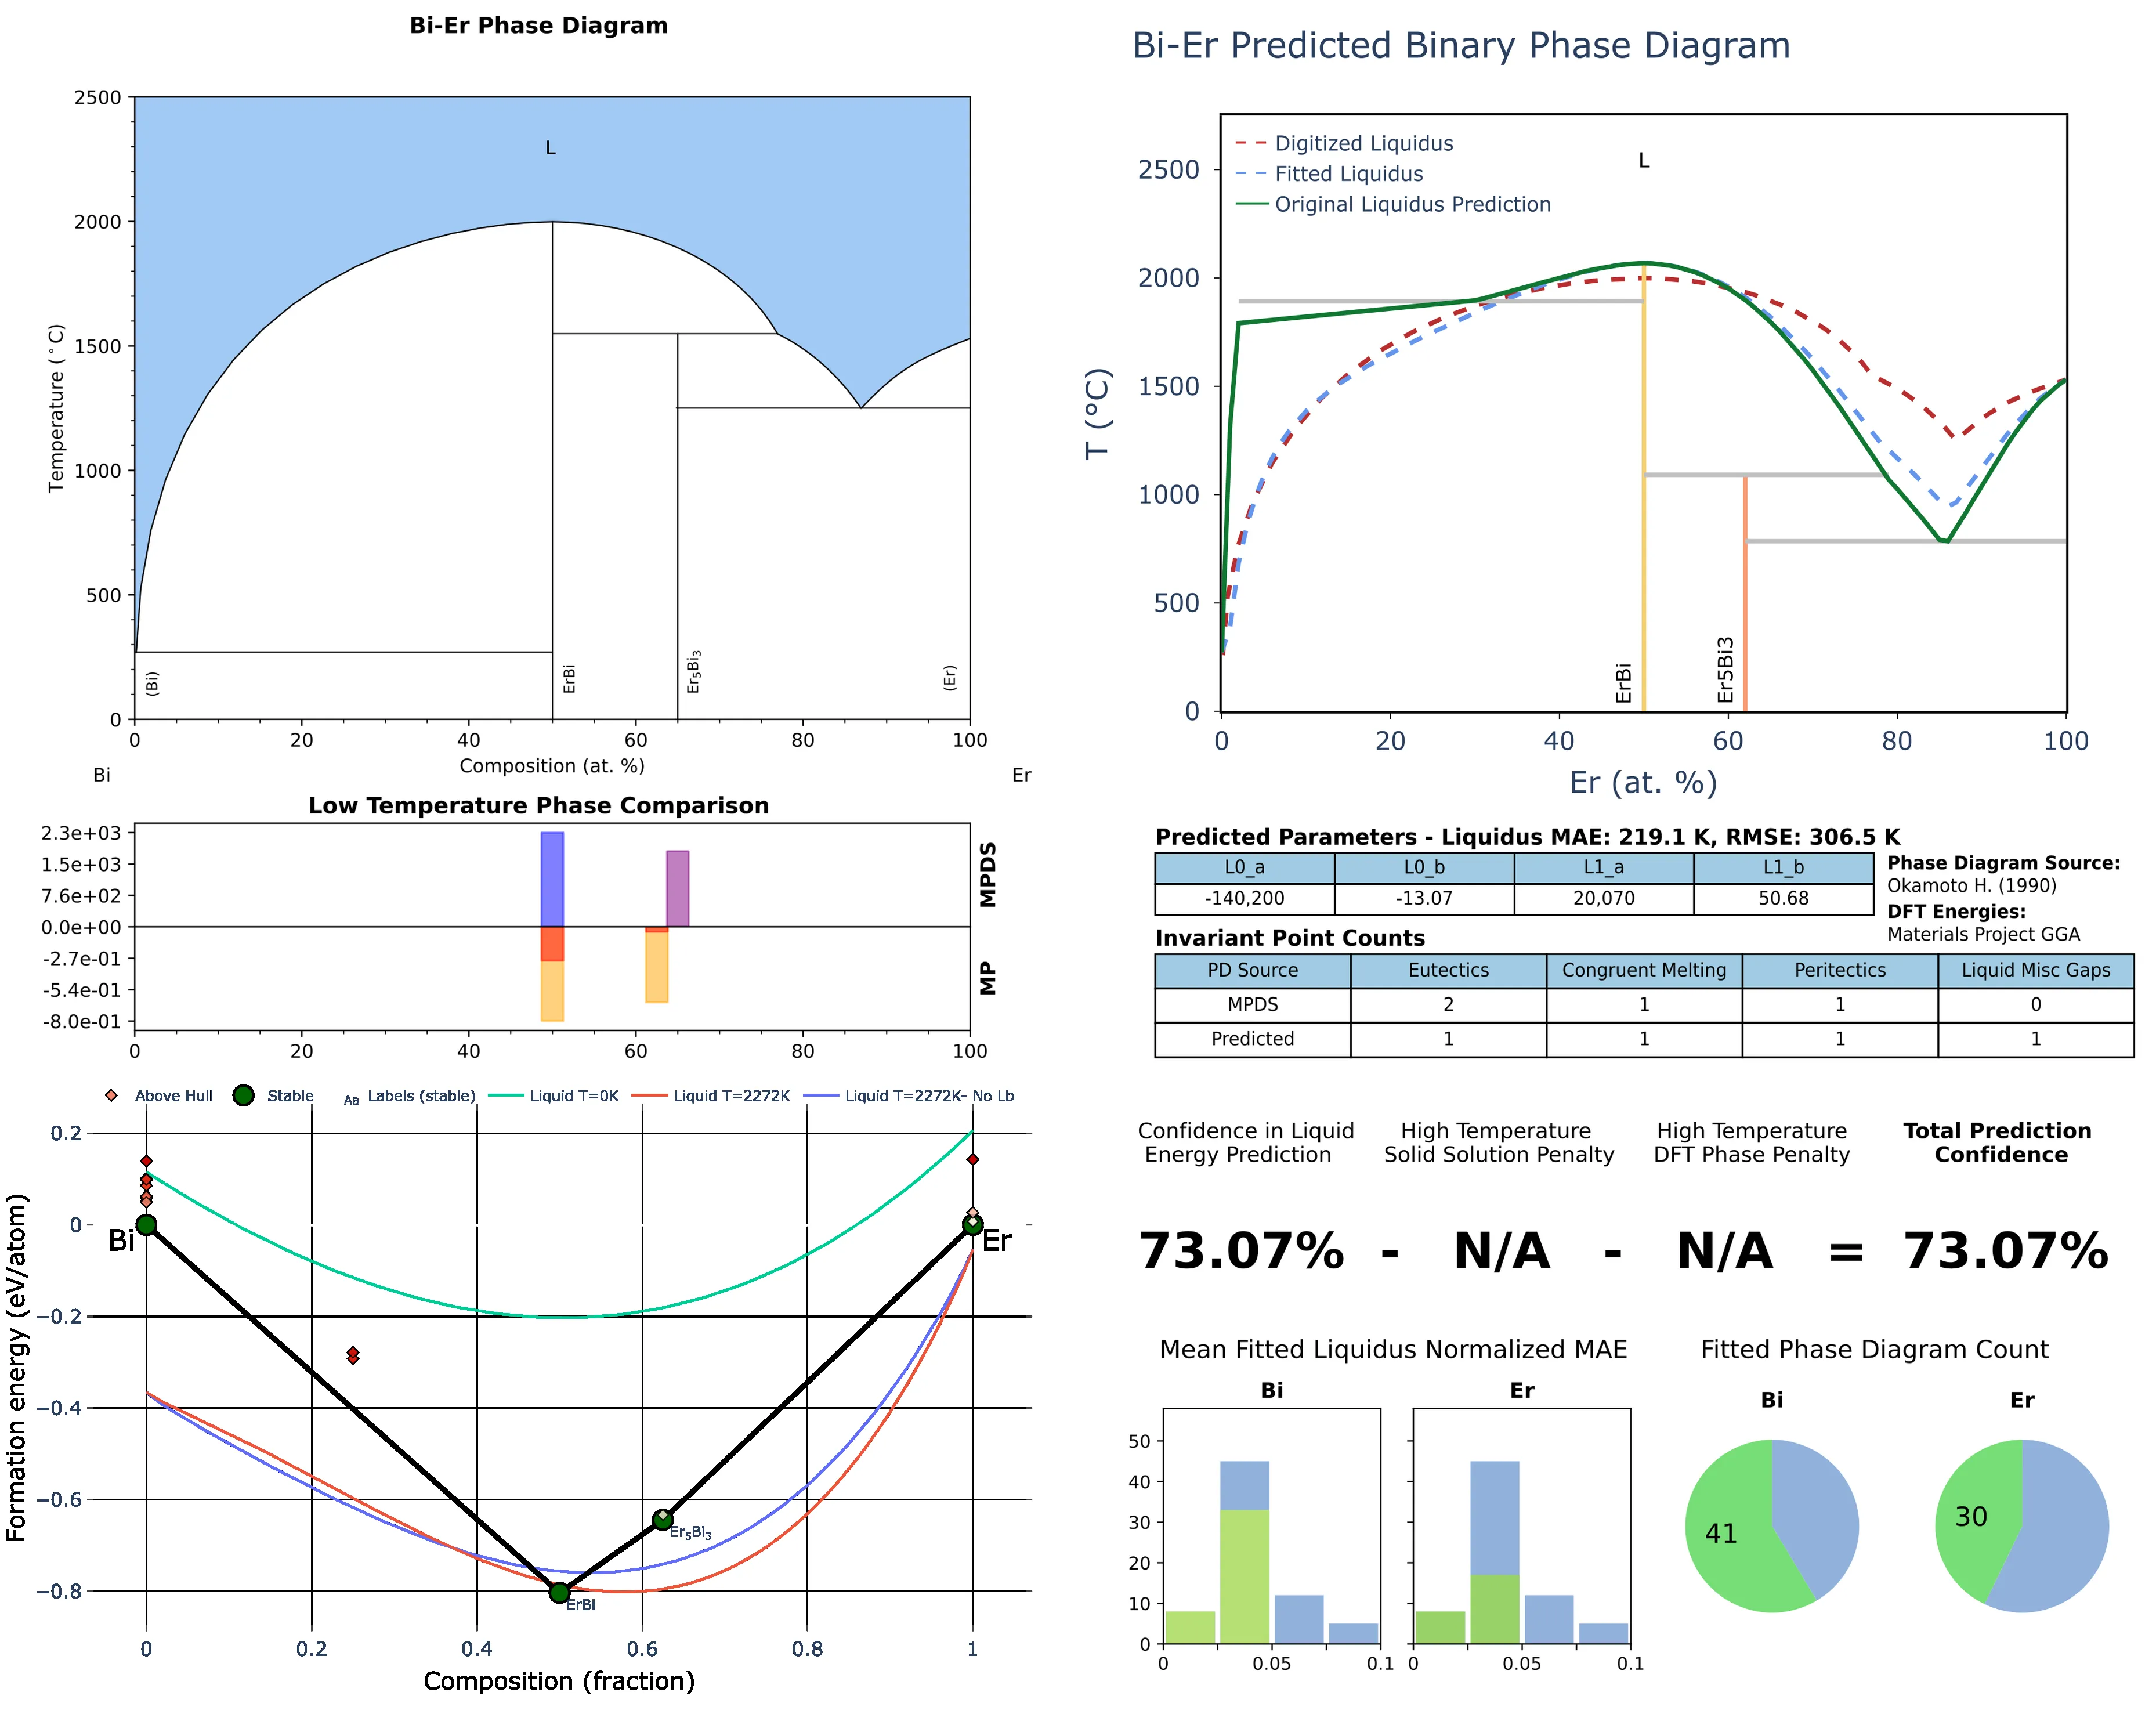 Bi-Er Phase Diagram
2500
2000
1500
1000
500
0
Temperature (°C)
L
(Bi)
ErBi
Er₅Bi₃
(Er)
0 20 40 60 80 100
Composition (at. %)
Bi Er
Low Temperature Phase Comparison
2.3e+03
1.5e+03
7.6e+02
0.0e+00
-2.7e-01
-5.4e-01
-8.0e-01
MPDS
MP
0 20 40 60 80 100
Above Hull Stable Aa Labels (stable) Liquid T=0K Liquid T=2272K Liquid T=2272K- No Lb
0.2
0
−0.2
−0.4
−0.6
−0.8
Formation energy (eV/atom)
Bi
Er
Er₅Bi₃
ErBi
0 0.2 0.4 0.6 0.8 1
Composition (fraction)
Bi-Er Predicted Binary Phase Diagram
Digitized Liquidus
Fitted Liquidus
Original Liquidus Prediction
L
2500
2000
1500
1000
500
0
T (°C)
ErBi
Er5Bi3
0 20 40 60 80 100
Er (at. %)
Predicted Parameters - Liquidus MAE: 219.1 K, RMSE: 306.5 K
L0_a L0_b L1_a L1_b
-140,200 -13.07 20,070 50.68
Phase Diagram Source:
Okamoto H. (1990)
DFT Energies:
Materials Project GGA
Invariant Point Counts
PD Source Eutectics Congruent Melting Peritectics Liquid Misc Gaps
MPDS 2 1 1 0
Predicted 1 1 1 1
Confidence in Liquid
Energy Prediction
High Temperature
Solid Solution Penalty
High Temperature
DFT Phase Penalty
Total Prediction
Confidence
73.07% - N/A - N/A = 73.07%
Mean Fitted Liquidus Normalized MAE
Bi Er
50
40
30
20
10
0
0 0.05 0.1
0 0.05 0.1
Fitted Phase Diagram Count
Bi Er
41
30